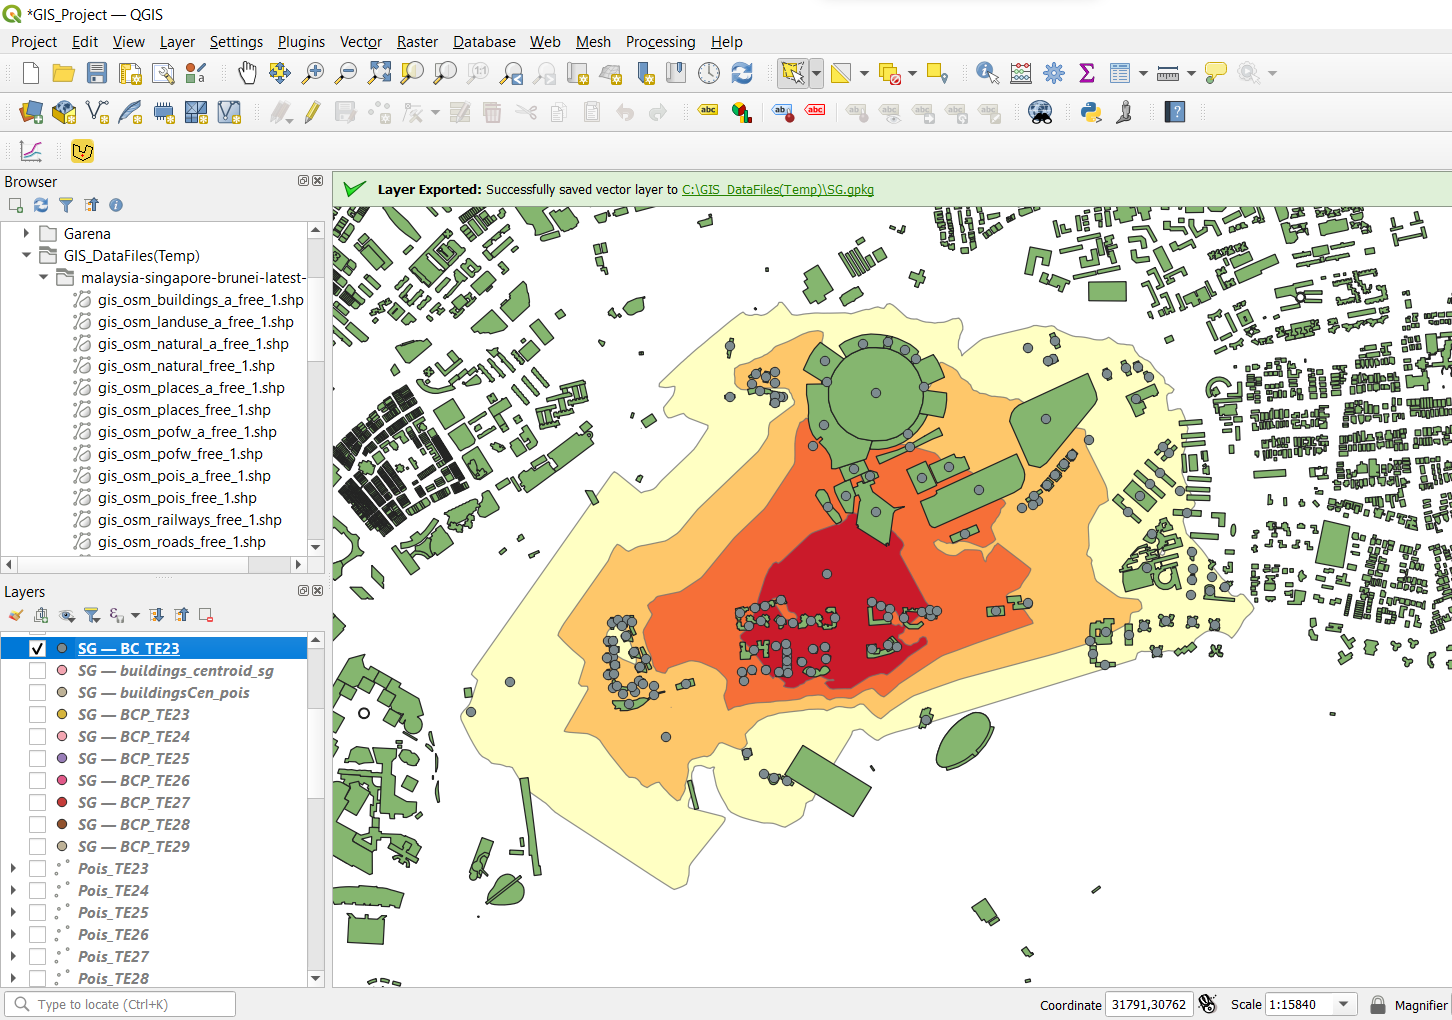 *GIS_Project — QGIS
Project Edit View Layer Settings Plugins Vector Raster Database Web Mesh Processing Help
1:1
abc abc abc
Browser
Garena
GIS_DataFiles(Temp)
malaysia-singapore-brunei-latest-
gis_osm_buildings_a_free_1.shp
gis_osm_landuse_a_free_1.shp
gis_osm_natural_a_free_1.shp
gis_osm_natural_free_1.shp
gis_osm_places_a_free_1.shp
gis_osm_places_free_1.shp
gis_osm_pofw_a_free_1.shp
gis_osm_pofw_free_1.shp
gis_osm_pois_a_free_1.shp
gis_osm_pois_free_1.shp
gis_osm_railways_free_1.shp
gis_osm_roads_free_1.shp
Layers
SG — BC_TE23
SG — buildings_centroid_sg
SG — buildingsCen_pois
SG — BCP_TE23
SG — BCP_TE24
SG — BCP_TE25
SG — BCP_TE26
SG — BCP_TE27
SG — BCP_TE28
SG — BCP_TE29
Pois_TE23
Pois_TE24
Pois_TE25
Pois_TE26
Pois_TE27
Pois_TE28
Layer Exported: Successfully saved vector layer to C:\GIS_DataFiles(Temp)\SG.gpkg
Type to locate (Ctrl+K)
Coordinate 31791,30762 Scale 1:15840 Magnifier